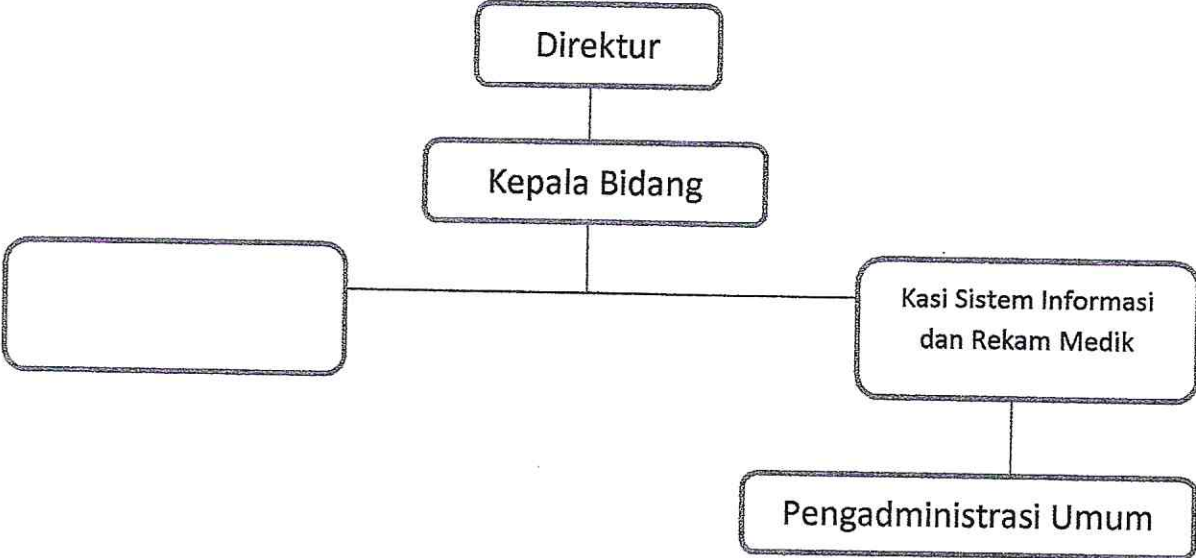 Direktur
Kepala Bidang
Kasi Sistem Informasi
dan Rekam Medik
Pengadministrasi Umum